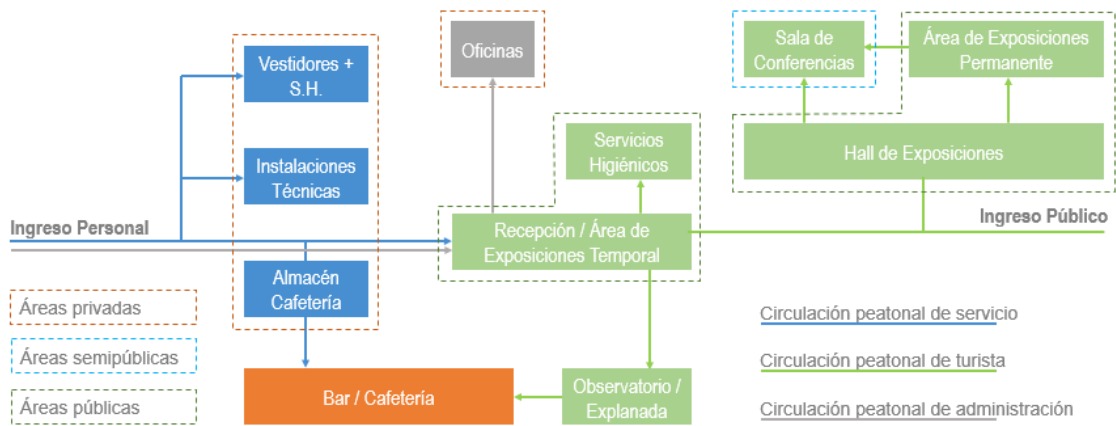 Vestidores +
S.H.
Oficinas
Sala de
Conferencias
Área de Exposiciones
Permanente
Servicios
Higiénicos
Hall de Exposiciones
Instalaciones
Técnicas
Ingreso Personal
Recepción / Área de
Exposiciones Temporal
Ingreso Público
Almacén
Cafetería
Áreas privadas
Áreas semipúblicas
Áreas públicas
Bar / Cafetería
Observatorio /
Explanada
Circulación peatonal de servicio
Circulación peatonal de turista
Circulación peatonal de administración